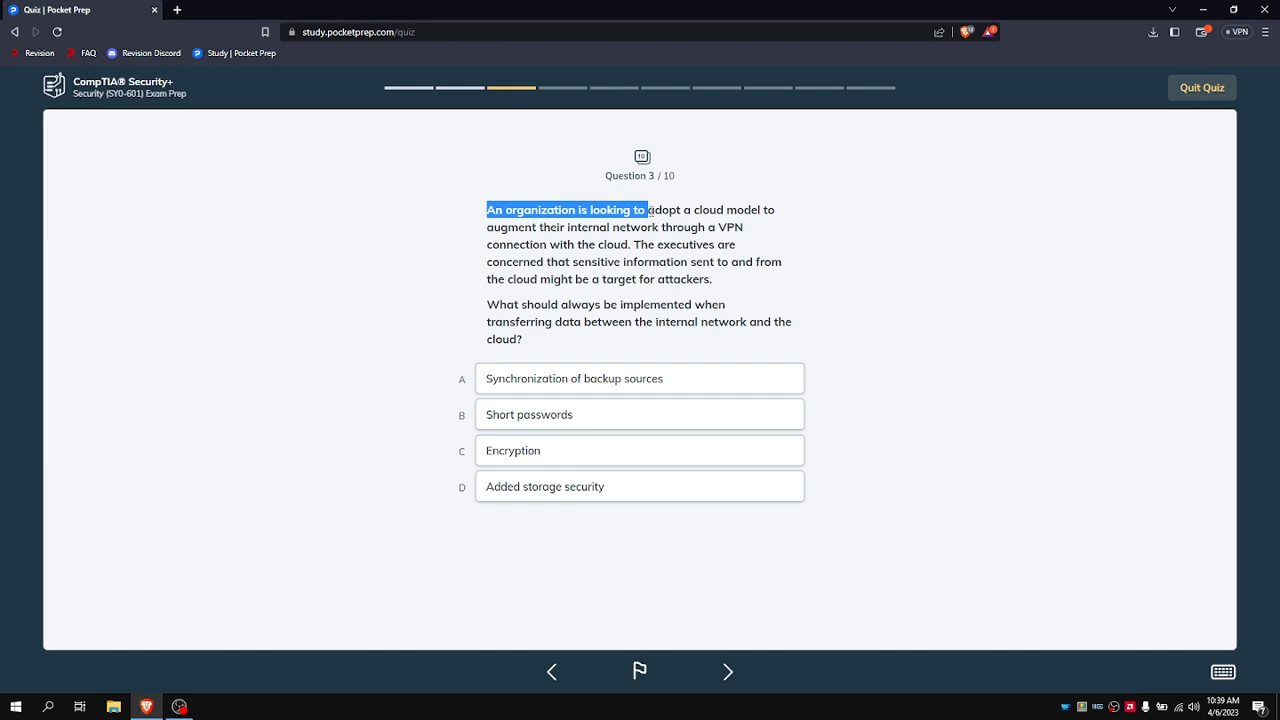 Quiz | Pocket Prep
study.pocketprep.com/quiz
VPN
Revision
FAQ
Revision Discord
Study | Pocket Prep
CompTIA® Security+
Security (SY0-601) Exam Prep
Quit Quiz
10
Question 3 / 10
An organization is looking to adopt a cloud model to
augment their internal network through a VPN
connection with the cloud. The executives are
concerned that sensitive information sent to and from
the cloud might be a target for attackers.
What should always be implemented when
transferring data between the internal network and the
cloud?
A Synchronization of backup sources
B Short passwords
C Encryption
D Added storage security
10:39 AM
4/6/2023